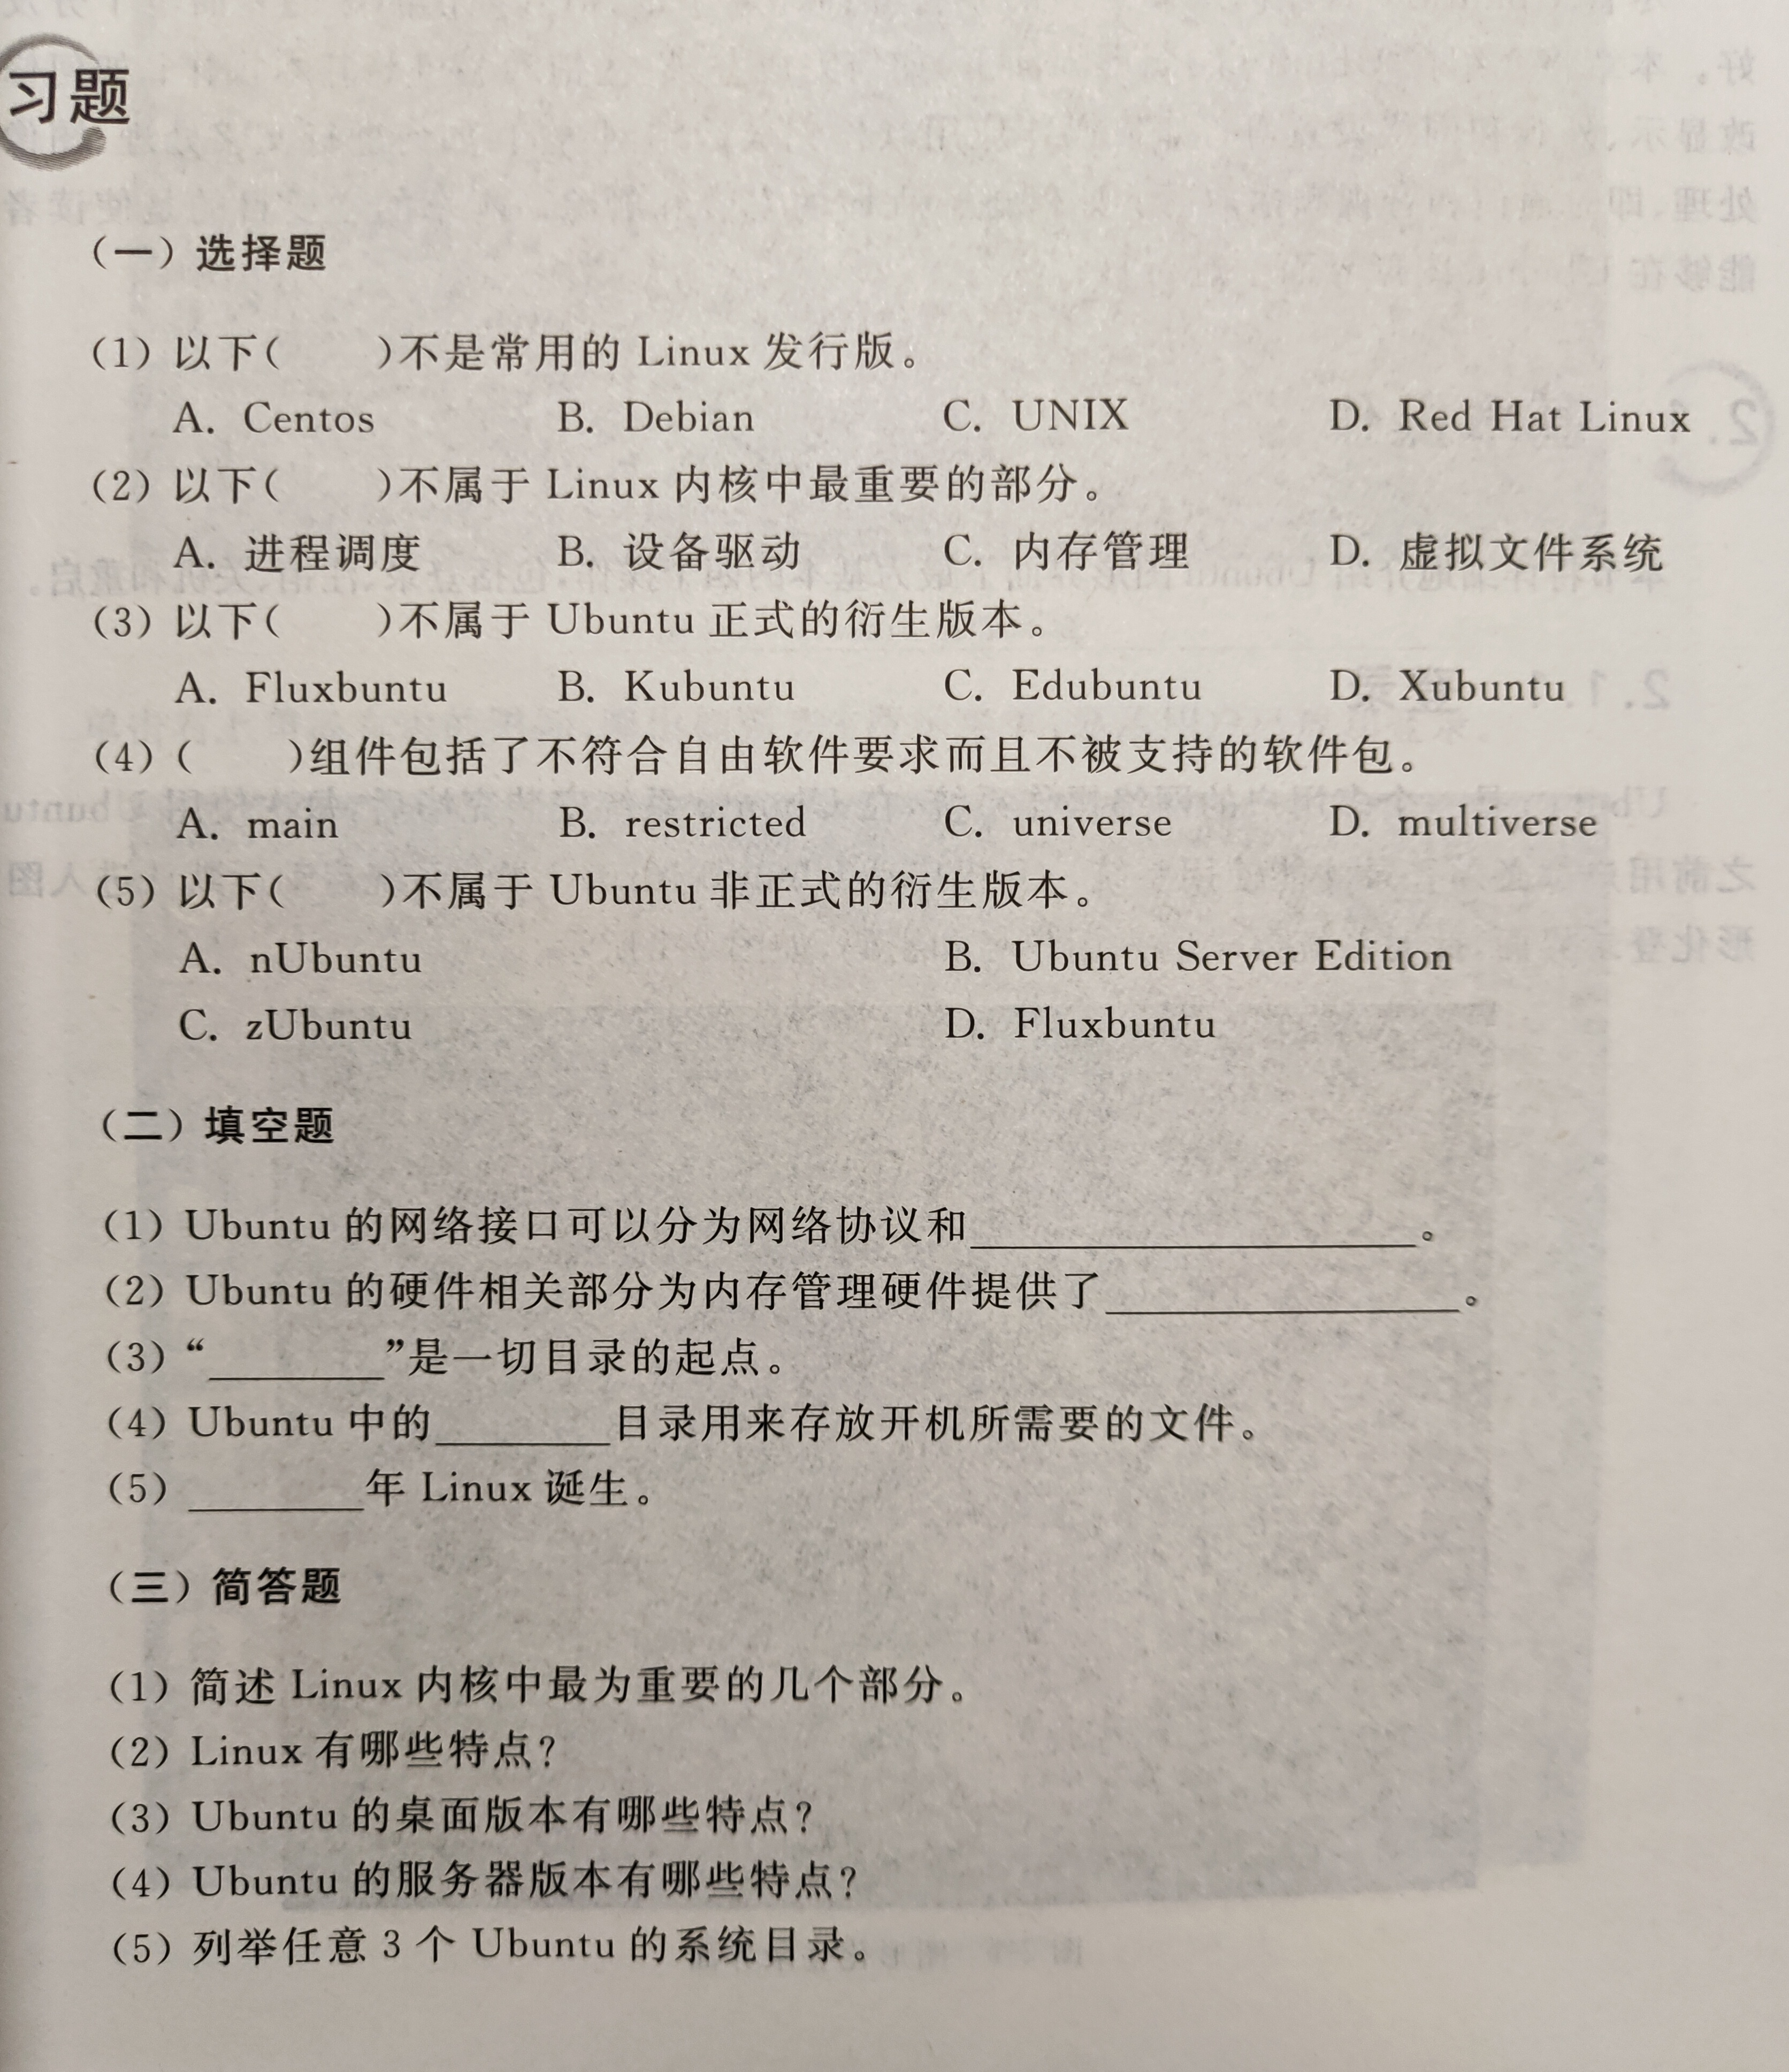 习题
（一）选择题
（1）以下(　　)不是常用的 Linux 发行版。
A. Centos　B. Debian　C. UNIX　D. Red Hat Linux
（2）以下(　　)不属于 Linux 内核中最重要的部分。
A. 进程调度　B. 设备驱动　C. 内存管理　D. 虚拟文件系统
（3）以下(　　)不属于 Ubuntu 正式的衍生版本。
A. Fluxbuntu　B. Kubuntu　C. Edubuntu　D. Xubuntu
（4）(　　)组件包括了不符合自由软件要求而且不被支持的软件包。
A. main　B. restricted　C. universe　D. multiverse
（5）以下(　　)不属于 Ubuntu 非正式的衍生版本。
A. nUbuntu　B. Ubuntu Server Edition
C. zUbuntu　D. Fluxbuntu
（二）填空题
（1）Ubuntu 的网络接口可以分为网络协议和________。
（2）Ubuntu 的硬件相关部分为内存管理硬件提供了________。
（3）“________”是一切目录的起点。
（4）Ubuntu 中的________目录用来存放开机所需要的文件。
（5）________年 Linux 诞生。
（三）简答题
（1）简述 Linux 内核中最为重要的几个部分。
（2）Linux 有哪些特点？
（3）Ubuntu 的桌面版本有哪些特点？
（4）Ubuntu 的服务器版本有哪些特点？
（5）列举任意 3 个 Ubuntu 的系统目录。